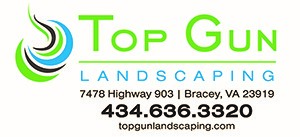 TOP GUN
LANDSCAPING
7478 Highway 903 | Bracey, VA 23919
434.636.3320
topgunlandscaping.com